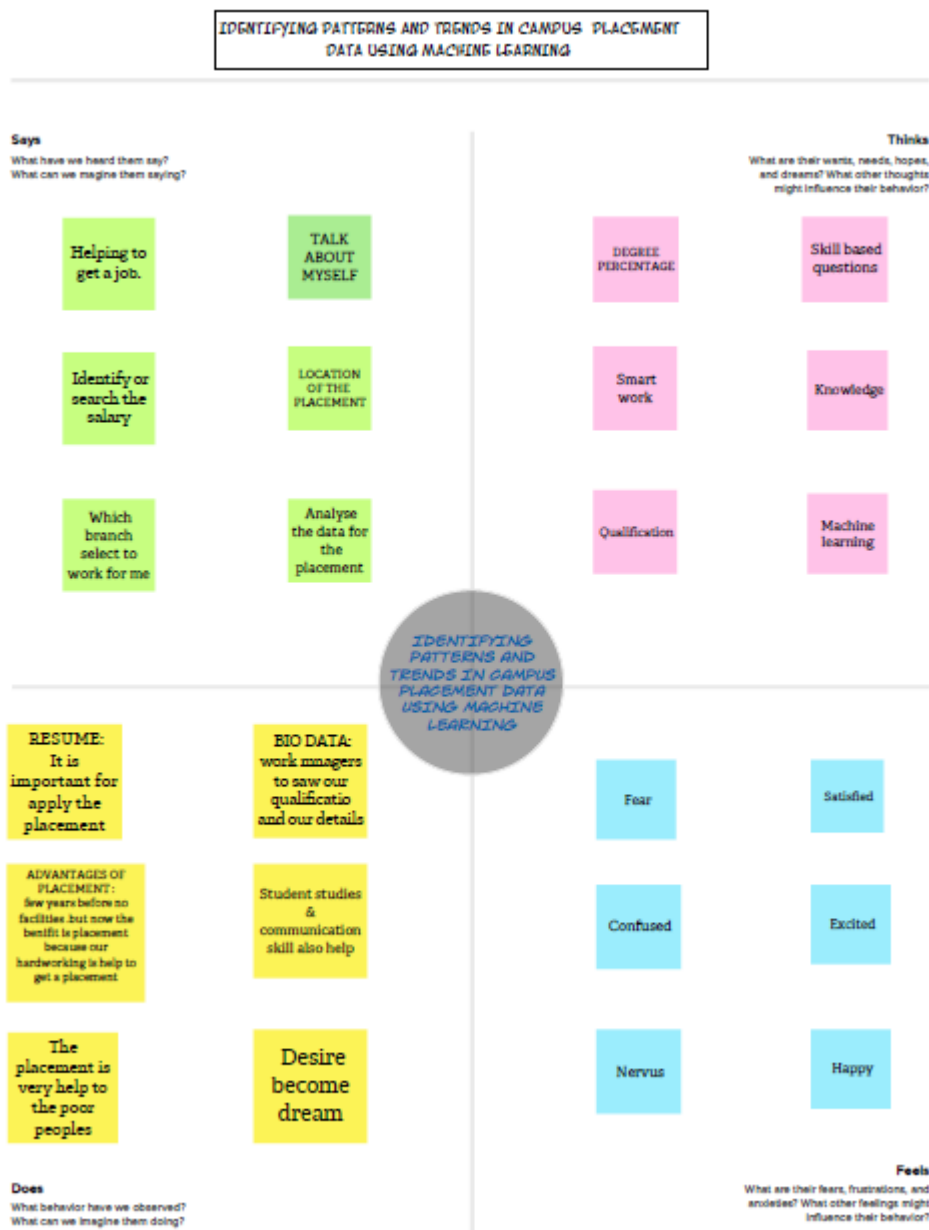 IDENTIFYING PATTERNS AND TRENDS IN CAMPUS PLACEMENT
DATA USING MACHINE LEARNING
Says
What have we heard them say?
What can we magine them saying?
Thinks
What are their wants, needs, hopes,
and dreams? What other thoughts
might influence their behavior?
Helping to
get a job.
TALK
ABOUT
MYSELF
DEGREE
PERCENTAGE
Skill based
questions
Identify or
search the
salary
LOCATION
OF THE
PLACEMENT
Smart
work
Knowledge
Which
branch
select to
work for me
Analyse
the data for
the
placement
Qualification
Machine
learning
IDENTIFYING
PATTERNS AND
TRENDS IN CAMPUS
PLACEMENT DATA
USING MACHINE
LEARNING
RESUME:
It is
important for
apply the
placement
BIO DATA:
work mnagers
to saw our
qualificatio
and our details
Fear
Satisfied
ADVANTAGES OF
PLACEMENT :
few years before no
facilities .but now the
benifit is placement
because our
hardworking is help to
get a placement
Student studies
&
communication
skill also help
Confused
Excited
The
placement is
very help to
the poor
peoples
Desire
become
dream
Nervus
Happy
Does
What behavior have we observed?
What can we imagine them doing?
Feels
What are their fears, frustrations, and
anxieties? What other feelings might
influence their behavior?